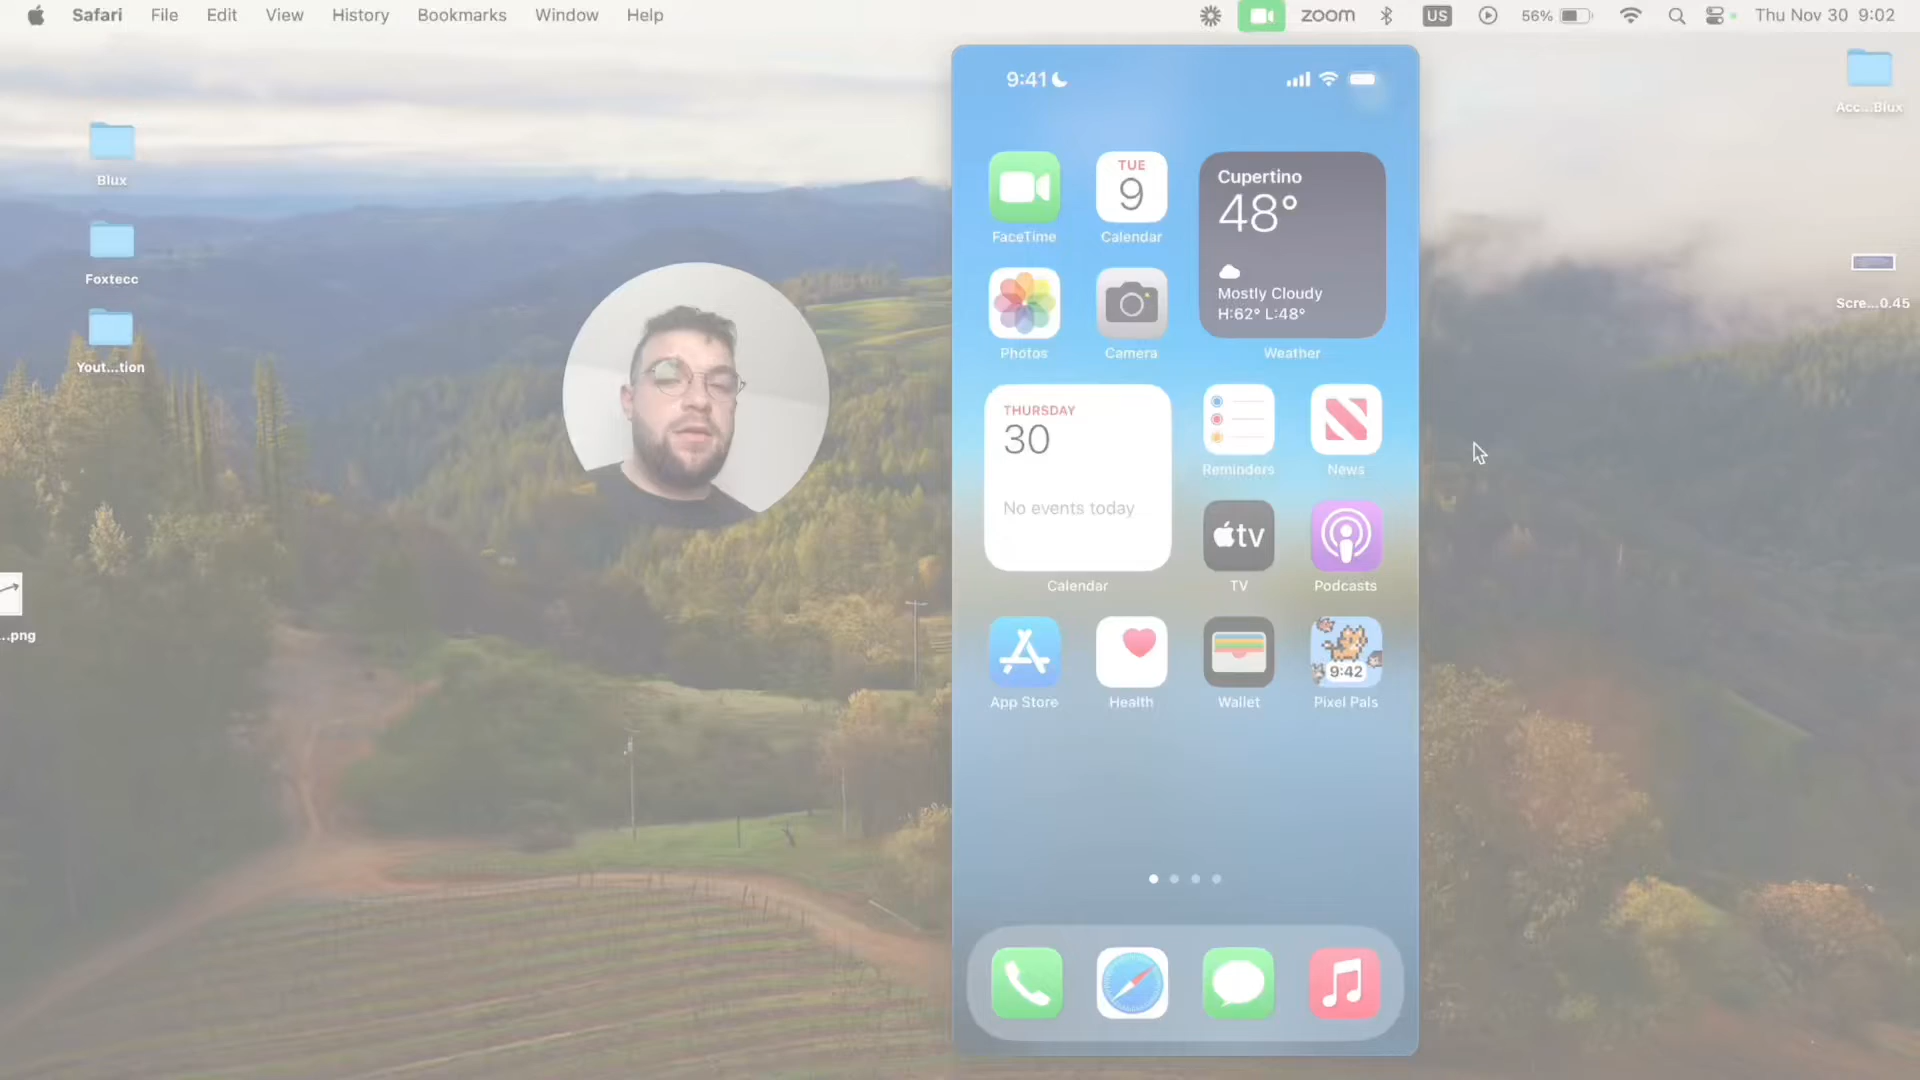 Safari File Edit View History Bookmarks Window Help
zoom US 56% Thu Nov 30 9:02
Blux
Foxtecc
Yout...tion
...png
Acc...Blux
Scre...0.45
9:41
FaceTime
TUE
9
Calendar
Cupertino
48°
Mostly Cloudy
H:62° L:48°
Weather
Photos
Camera
THURSDAY
30
No events today
Calendar
Reminders
News
tv
TV
Podcasts
App Store
Health
Wallet
9:42
Pixel Pals